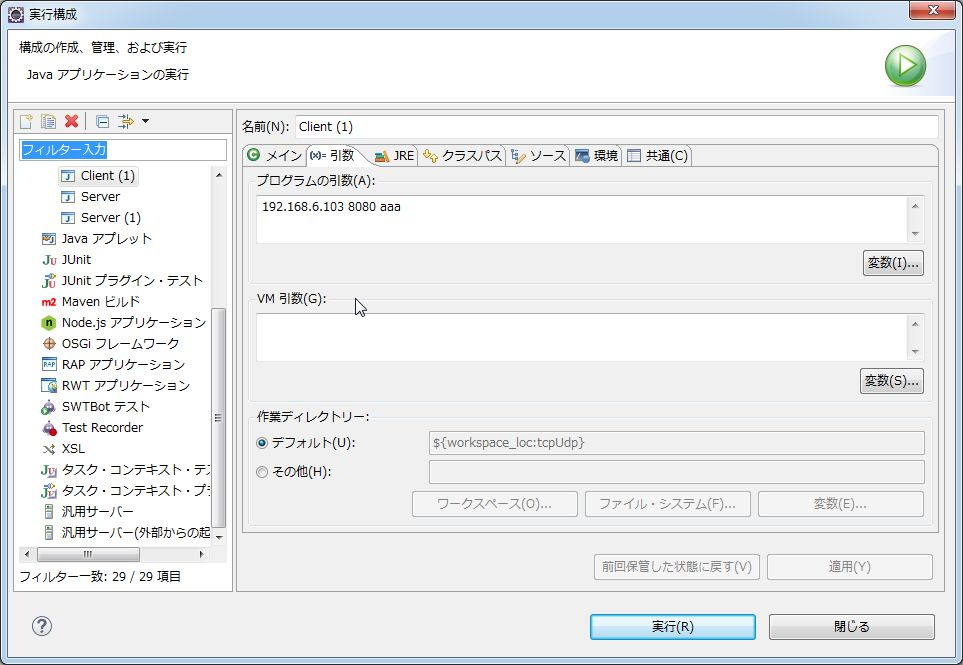 実行構成
構成の作成、管理、および実行
Java アプリケーションの実行
フィルター入力
Client (1)
Server
Server (1)
Java アプレット
JUnit
JUnit プラグイン・テスト
Maven ビルド
Node.js アプリケーション
OSGi フレームワーク
RAP アプリケーション
RWT アプリケーション
SWTBot テスト
Test Recorder
XSL
タスク・コンテキスト・テス
タスク・コンテキスト・プラ
汎用サーバー
汎用サーバー(外部からの起
フィルター一致: 29 / 29 項目
名前(N): Client (1)
メイン (x)= 引数 JRE クラスパス ソース 環境 共通(C)
プログラムの引数(A):
192.168.6.103 8080 aaa
変数(I)...
VM 引数(G):
変数(S)...
作業ディレクトリー:
デフォルト(U): ${workspace_loc:tcpUdp}
その他(H):
ワークスペース(O)... ファイル・システム(F)... 変数(E)...
前回保管した状態に戻す(V) 適用(Y)
実行(R) 閉じる